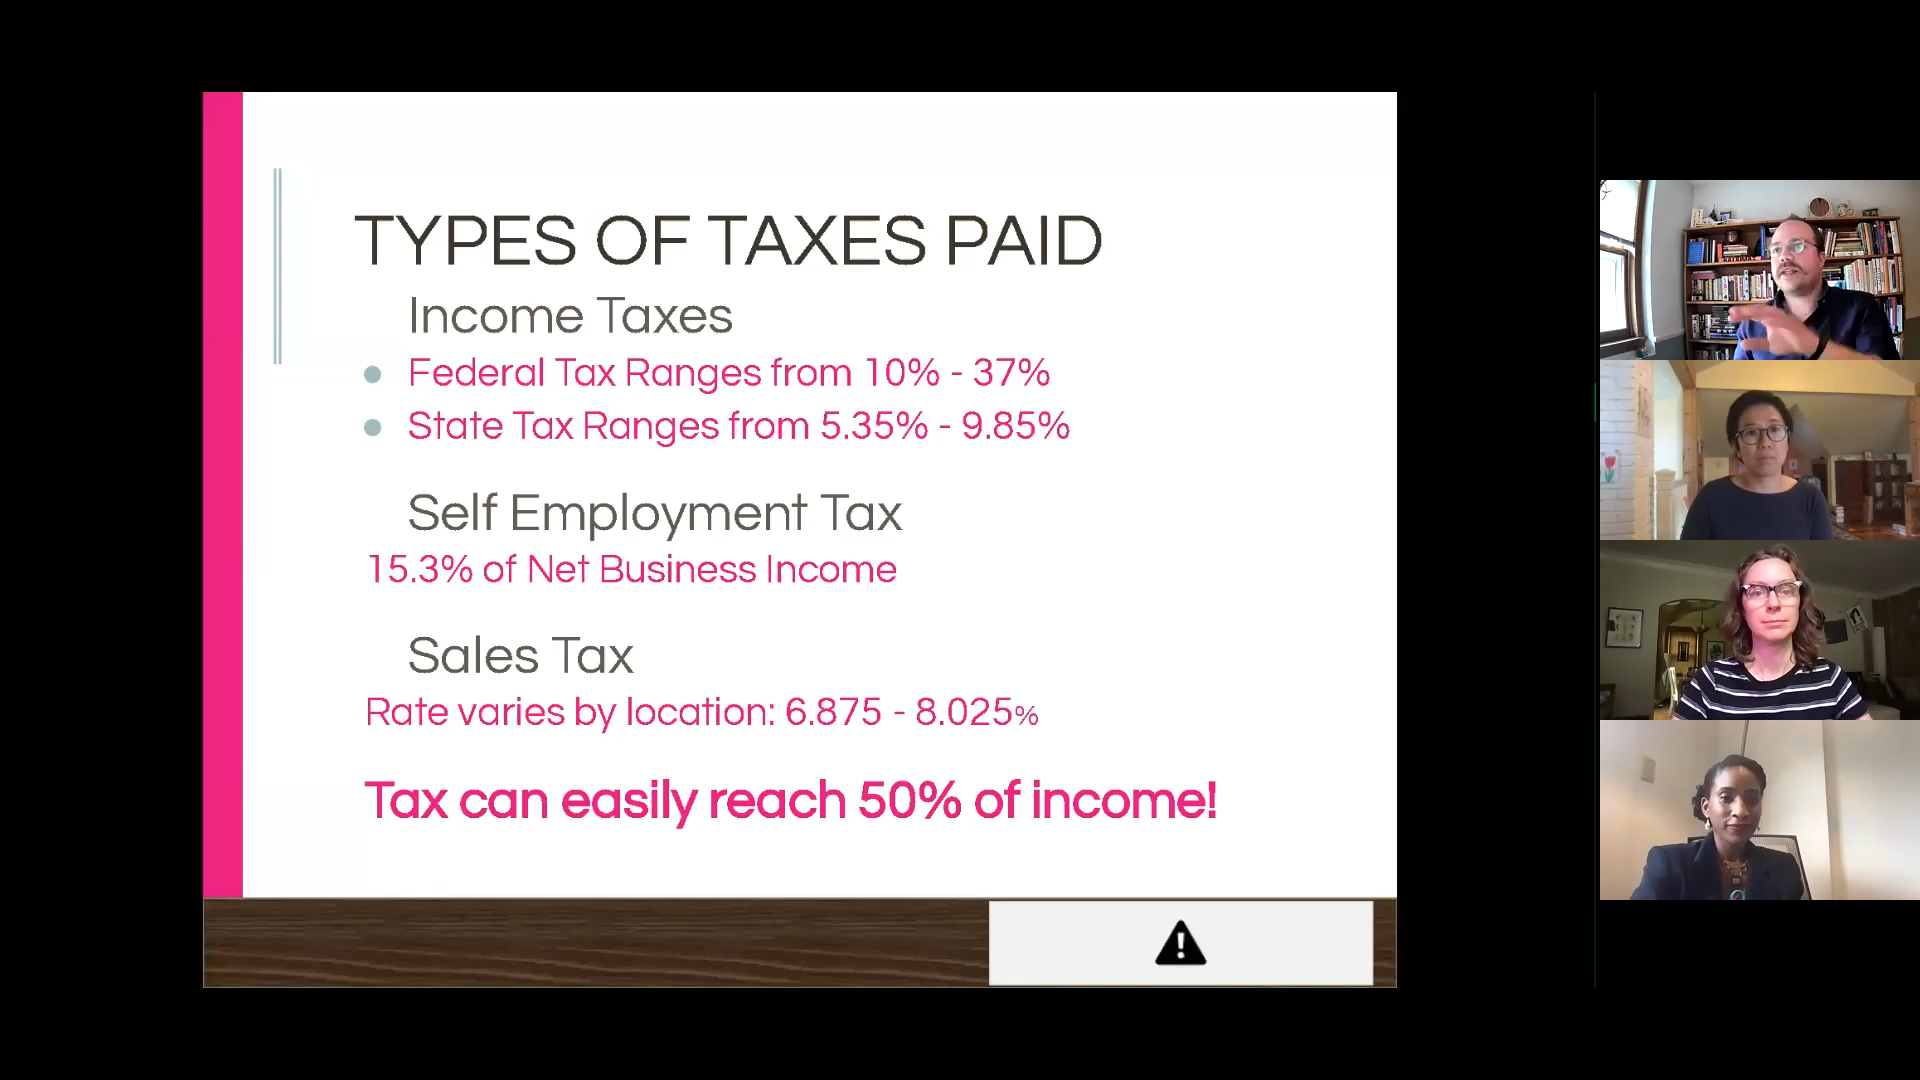 TYPES OF TAXES PAID
Income Taxes
Federal Tax Ranges from 10% - 37%
State Tax Ranges from 5.35% - 9.85%
Self Employment Tax
15.3% of Net Business Income
Sales Tax
Rate varies by location: 6.875 - 8.025%
Tax can easily reach 50% of income!